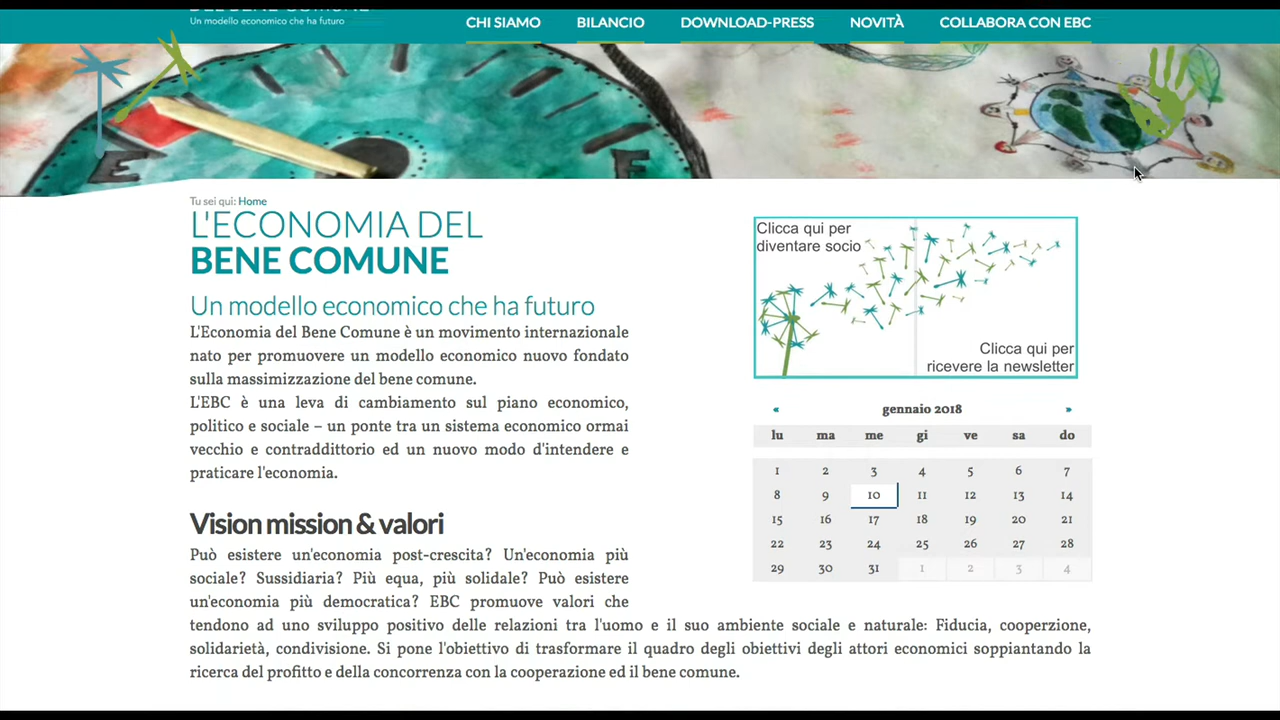 DEL BENE COMUNE
Un modello economico che ha futuro
CHI SIAMO
BILANCIO
DOWNLOAD-PRESS
NOVITÀ
COLLABORA CON EBC
E
E
Tu sei qui: Home
L'ECONOMIA DEL
BENE COMUNE
Un modello economico che ha futuro
L'Economia del Bene Comune è un movimento internazionale
nato per promuovere un modello economico nuovo fondato
sulla massimizzazione del bene comune.
L'EBC è una leva di cambiamento sul piano economico,
politico e sociale – un ponte tra un sistema economico ormai
vecchio e contraddittorio ed un nuovo modo d'intendere e
praticare l'economia.
Vision mission & valori
Può esistere un'economia post-crescita? Un'economia più
sociale? Sussidiaria? Più equa, più solidale? Può esistere
un'economia più democratica? EBC promuove valori che
tendono ad uno sviluppo positivo delle relazioni tra l'uomo e il suo ambiente sociale e naturale: Fiducia, cooperzione,
solidarietà, condivisione. Si pone l'obiettivo di trasformare il quadro degli obiettivi degli attori economici soppiantando la
ricerca del profitto e della concorrenza con la cooperazione ed il bene comune.
Clicca qui per
diventare socio
Clicca qui per
ricevere la newsletter
« gennaio 2018 »
lu ma me gi ve sa do
1 2 3 4 5 6 7
8 9 10 11 12 13 14
15 16 17 18 19 20 21
22 23 24 25 26 27 28
29 30 31 1 2 3 4